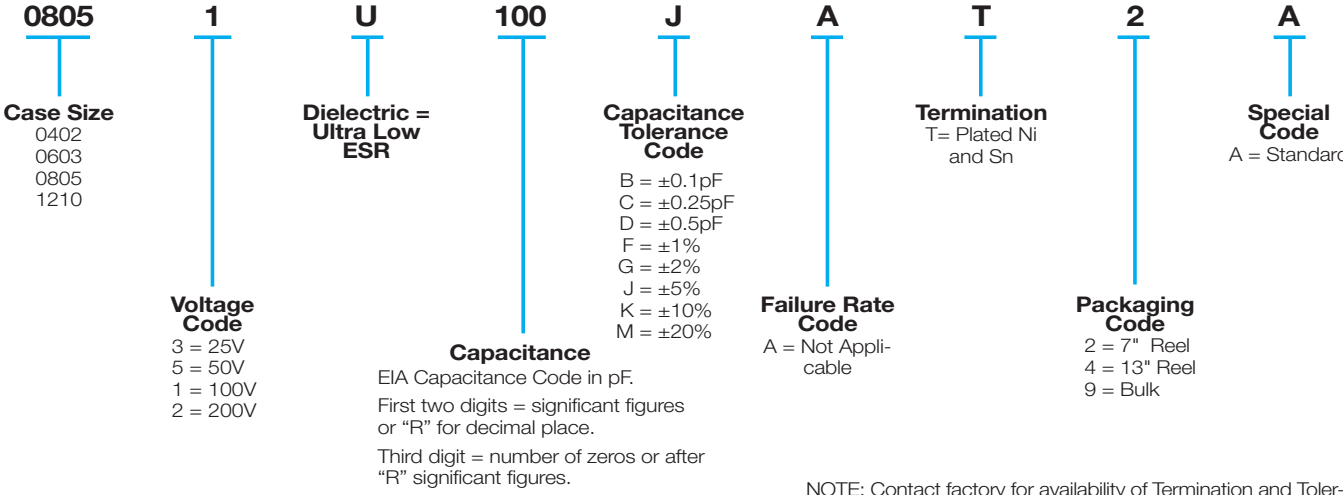 0805 1 U 100 J A T 2 A
Case Size
0402
0603
0805
1210
Voltage
Code
3 = 25V
5 = 50V
1 = 100V
2 = 200V
Dielectric =
Ultra Low
ESR
Capacitance
EIA Capacitance Code in pF.
First two digits = significant figures
or “R” for decimal place.
Third digit = number of zeros or after
“R” significant figures.
Capacitance
Tolerance
Code
B = ±0.1pF
C = ±0.25pF
D = ±0.5pF
F = ±1%
G = ±2%
J = ±5%
K = ±10%
M = ±20%
Failure Rate
Code
A = Not Appli-
cable
Termination
T= Plated Ni
and Sn
Packaging
Code
2 = 7" Reel
4 = 13" Reel
9 = Bulk
Special
Code
A = Standard
NOTE: Contact factory for availability of Termination and Toler-